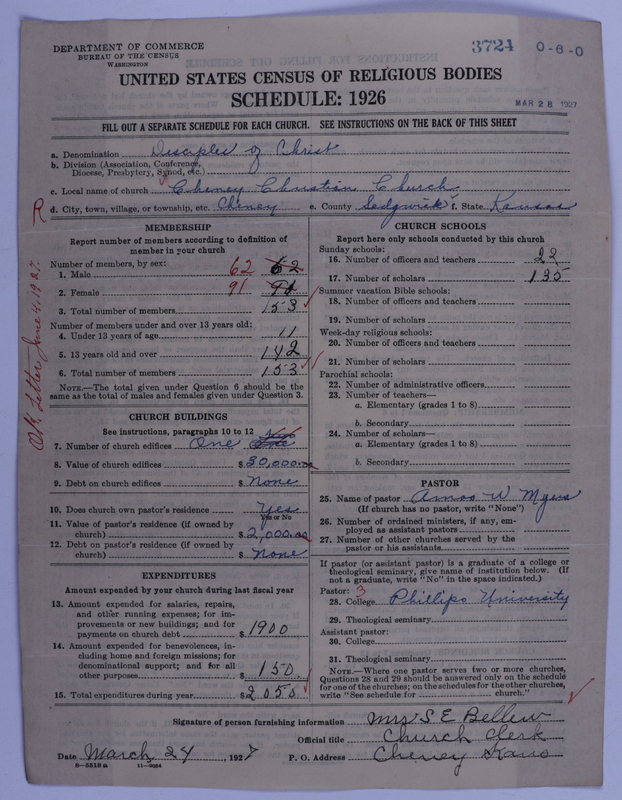 DEPARTMENT OF COMMERCE
BUREAU OF THE CENSUS
WASHINGTON
3724 0-6-0
UNITED STATES CENSUS OF RELIGIOUS BODIES
SCHEDULE: 1926
MAR 28 1927
FILL OUT A SEPARATE SCHEDULE FOR EACH CHURCH. SEE INSTRUCTIONS ON THE BACK OF THIS SHEET
a. Denomination Disciples of Christ
b. Division (Association, Conference, Diocese, Presbytery, Synod, etc.)
c. Local name of church Cheney Christian Church
d. City, town, village, or township, etc. Cheney e. County Sedgwick f. State Kansas
R
OK Letter June 4, 1927.
MEMBERSHIP
Report number of members according to definition of
member in your church
Number of members, by sex:
1. Male 62 62
2. Female 91 91
3. Total number of members 153
Number of members under and over 13 years old:
4. Under 13 years of age 11
5. 13 years old and over 142
6. Total number of members 153
NOTE.—The total given under Question 6 should be the
same as the total of males and females given under Question 3.
CHURCH BUILDINGS
See instructions, paragraphs 10 to 12
7. Number of church edifices One One
8. Value of church edifices $30,000.00
9. Debt on church edifices $ None
10. Does church own pastor's residence Yes
Yes or No
11. Value of pastor's residence (if owned by
church) $2,000.00
12. Debt on pastor's residence (if owned by
church) $ None
EXPENDITURES
Amount expended by your church during last fiscal year
13. Amount expended for salaries, repairs,
and other running expenses; for im-
provements or new buildings; and for
payments on church debt $1900
14. Amount expended for benevolences, in-
cluding home and foreign missions; for
denominational support; and for all
other purposes $150
15. Total expenditures during year $2050
CHURCH SCHOOLS
Report here only schools conducted by this church
Sunday schools:
16. Number of officers and teachers 22
17. Number of scholars 135
Summer vacation Bible schools:
18. Number of officers and teachers
19. Number of scholars
Week-day religious schools:
20. Number of officers and teachers
21. Number of scholars
Parochial schools:
22. Number of administrative officers
23. Number of teachers—
a. Elementary (grades 1 to 8)
b. Secondary
24. Number of scholars—
a. Elementary (grades 1 to 8)
b. Secondary
PASTOR
25. Name of pastor Amos W Myers
(If church has no pastor, write "None")
26. Number of ordained ministers, if any, em-
ployed as assistant pastors
27. Number of other churches served by the
pastor or his assistants
If pastor (or assistant pastor) is a graduate of a college or
theological seminary, give name of institution below. (If
not a graduate, write "No" in the space indicated.)
Pastor: 3
28. College Phillips University
29. Theological seminary
Assistant pastor:
30. College
31. Theological seminary
NOTE.—Where one pastor serves two or more churches,
Questions 28 and 29 should be answered only on the schedule
for one of the churches; on the schedules for the other churches,
write "See schedule for church."
Signature of person furnishing information Mrs S E Bellew
Official title Church Clerk
Date March 24, 1927 P. O. Address Cheney Kans
8-5518a 11-9064